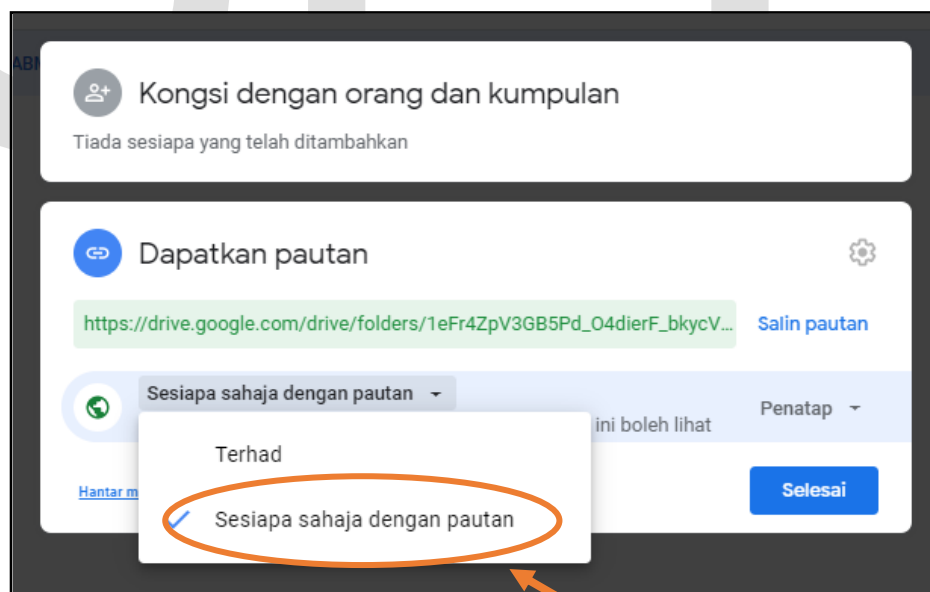 Kongsi dengan orang dan kumpulan
Tiada sesiapa yang telah ditambahkan
Dapatkan pautan
https://drive.google.com/drive/folders/1eFr4ZpV3GB5Pd_O4dierF_bkycV... Salin pautan
Sesiapa sahaja dengan pautan
ini boleh lihat Penatap
Terhad
Hantar m
Selesai
Sesiapa sahaja dengan pautan